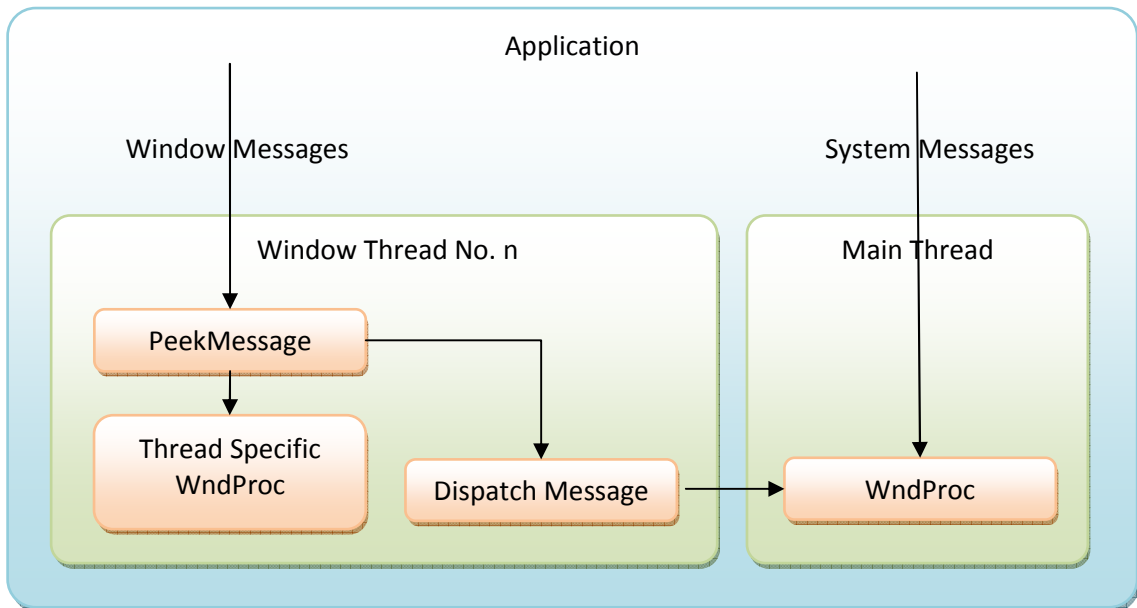 Application
Window Messages
System Messages
Window Thread No. n
Main Thread
PeekMessage
Thread Specific
WndProc
Dispatch Message
WndProc